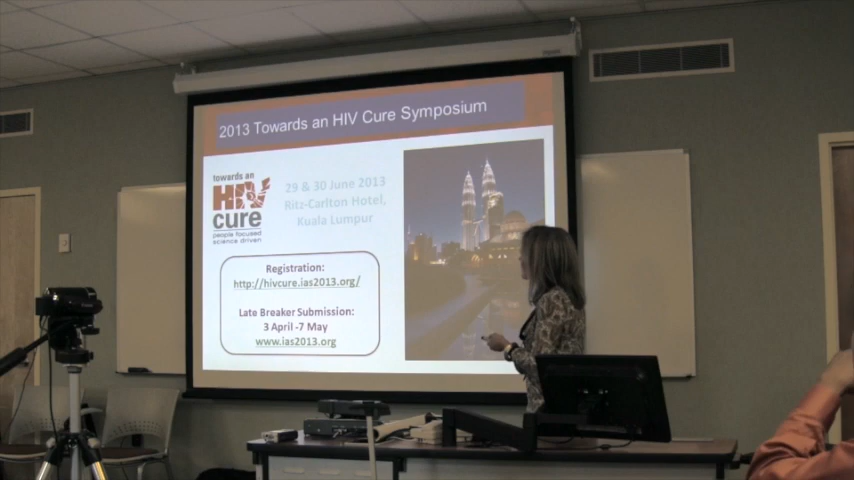 2013 Towards an HIV Cure Symposium
towards an
HIV
cure
people focused
science driven
29 & 30 June 2013
Ritz-Carlton Hotel,
Kuala Lumpur
Registration:
http://hivcure.ias2013.org/
Late Breaker Submission:
3 April -7 May
www.ias2013.org